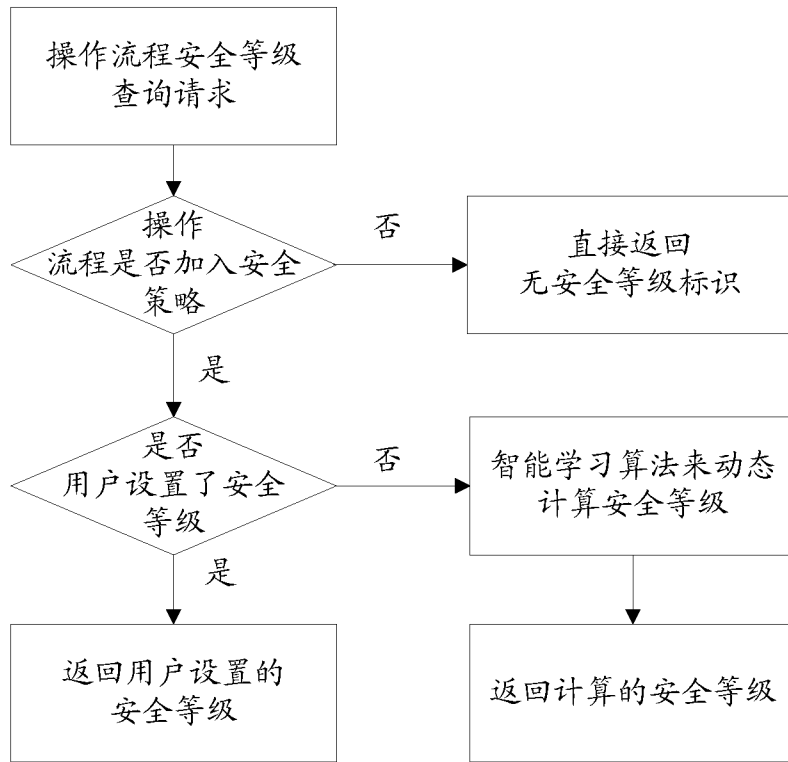 操作流程安全等级
查询请求
操作
流程是否加入安全
策略
否
直接返回
无安全等级标识
是
是否
用户设置了安全
等级
否
智能学习算法来动态
计算安全等级
是
返回用户设置的
安全等级
返回计算的安全等级